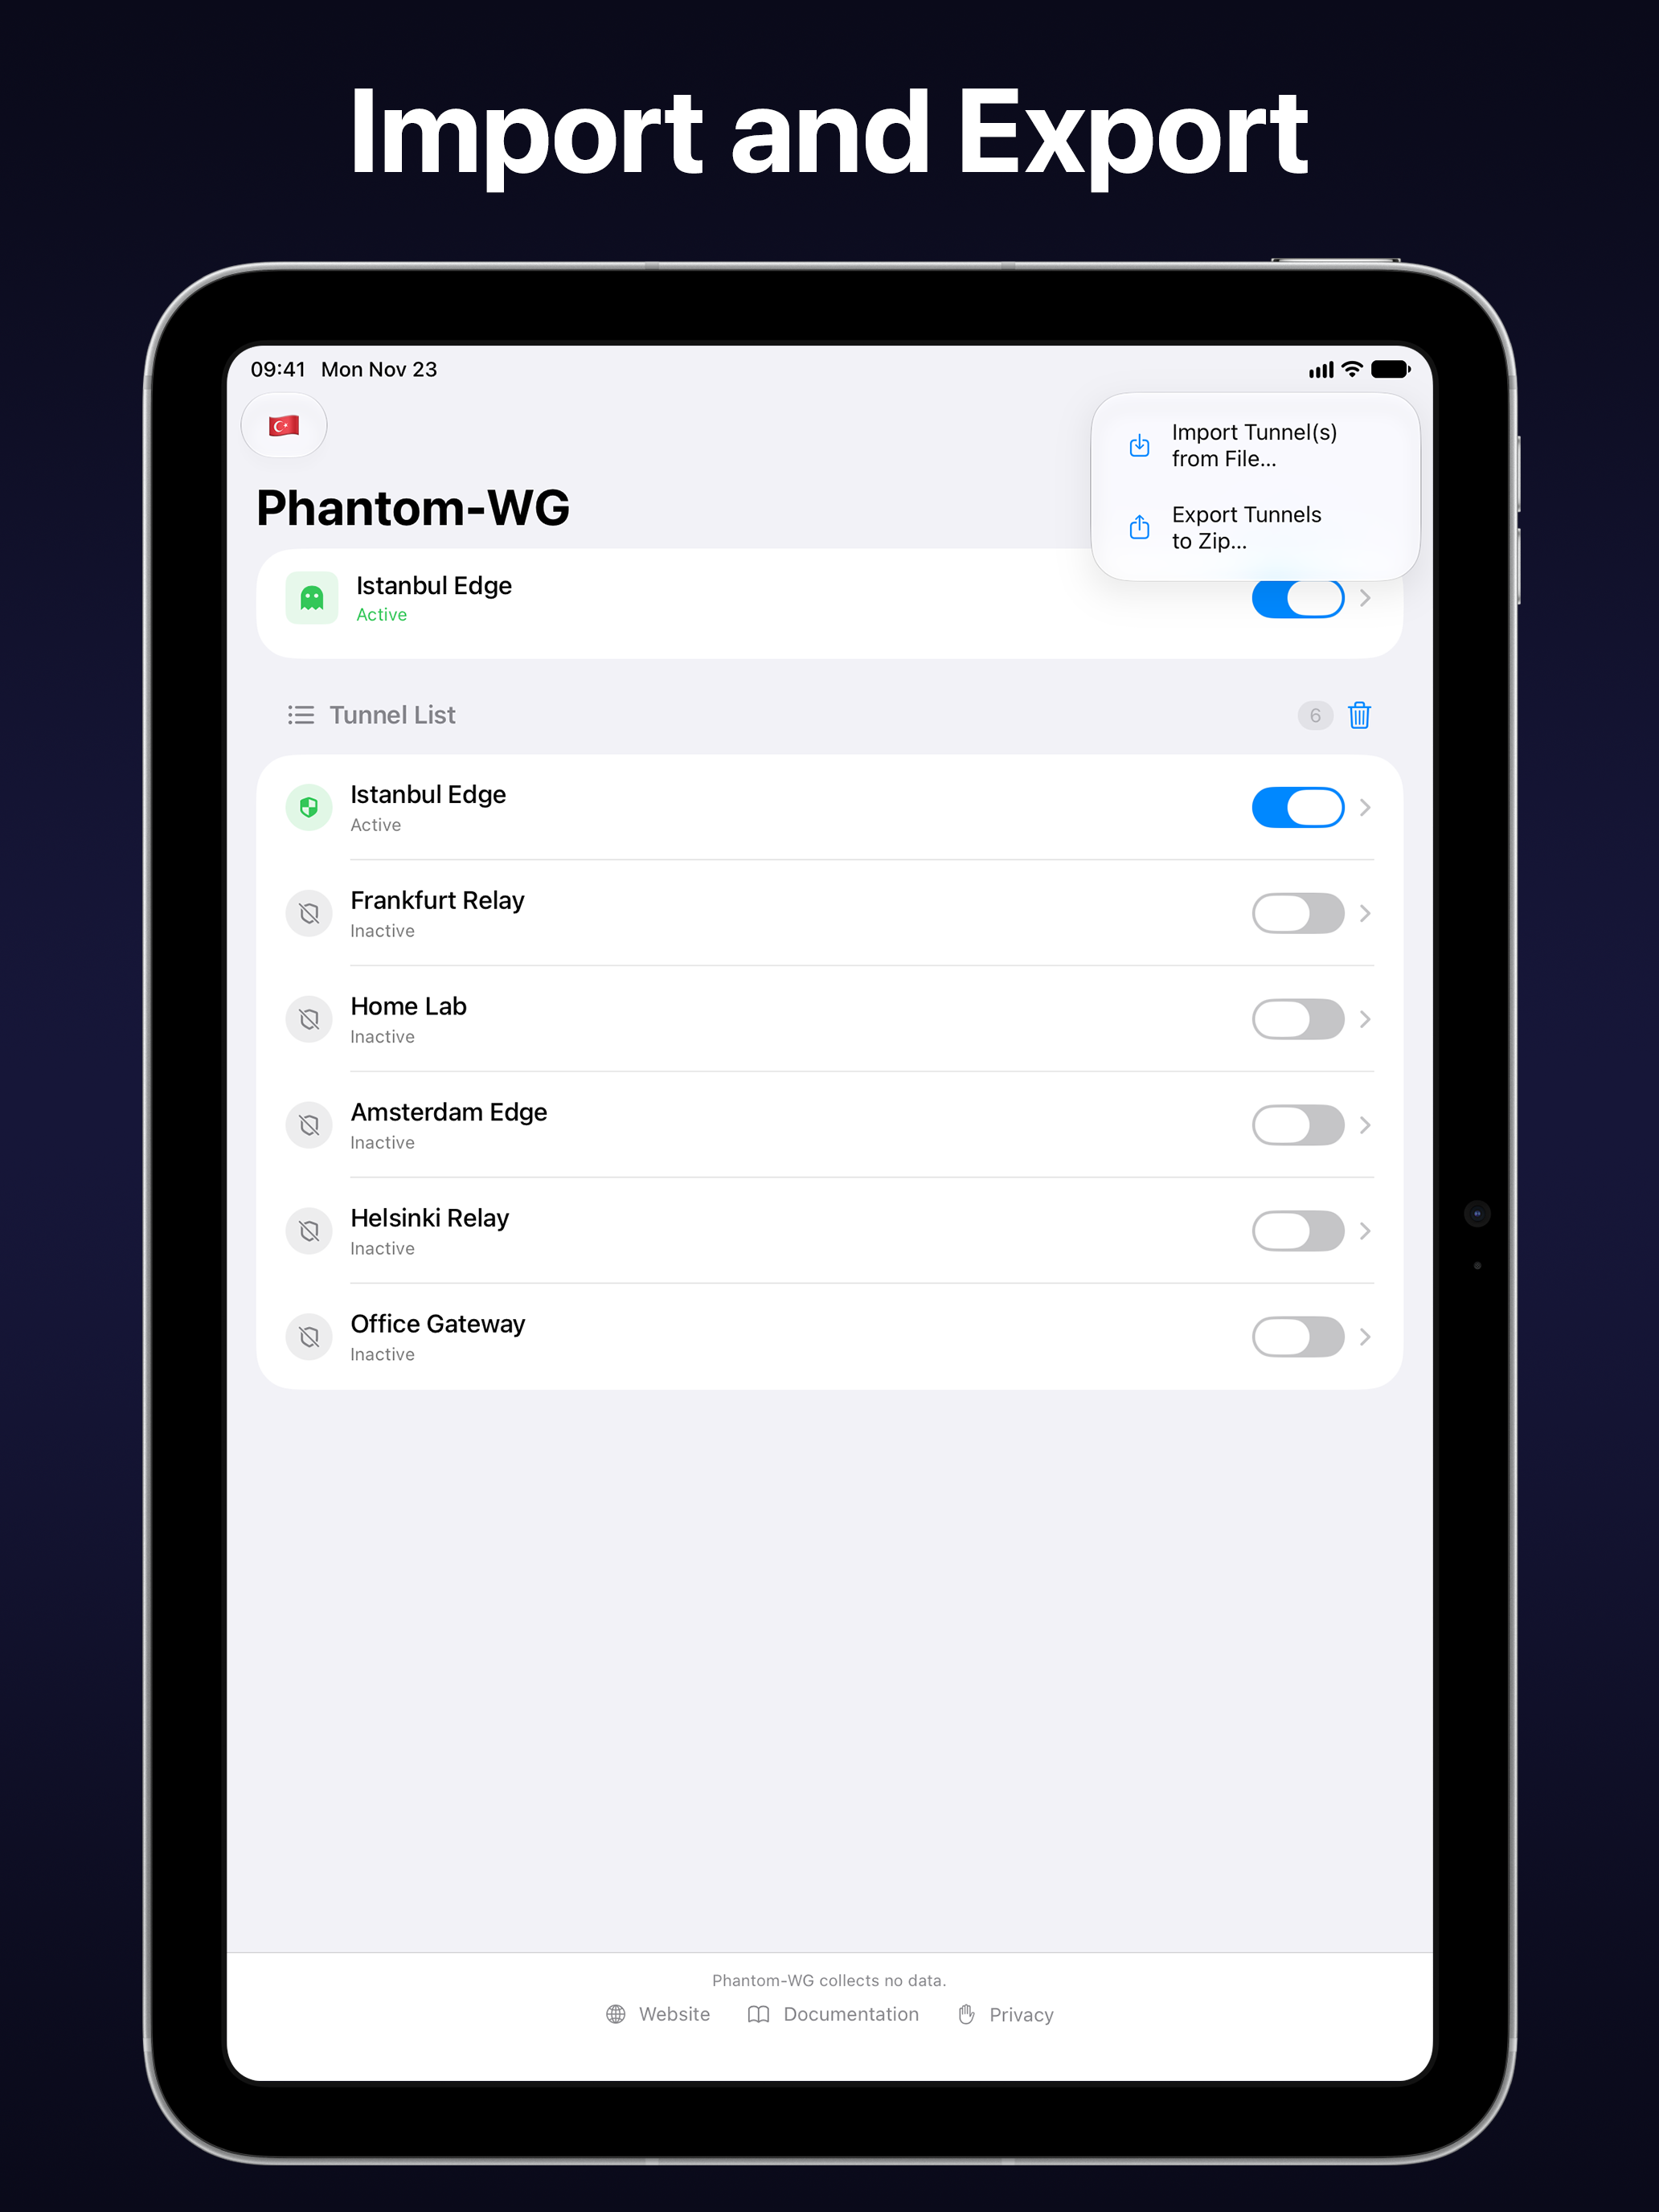 Import and Export
09:41 Mon Nov 23
Import Tunnel(s)
from File...
Export Tunnels
to Zip...
Phantom-WG
Istanbul Edge
Active
Tunnel List
6
Istanbul Edge
Active
Frankfurt Relay
Inactive
Home Lab
Inactive
Amsterdam Edge
Inactive
Helsinki Relay
Inactive
Office Gateway
Inactive
Phantom-WG collects no data.
Website Documentation Privacy